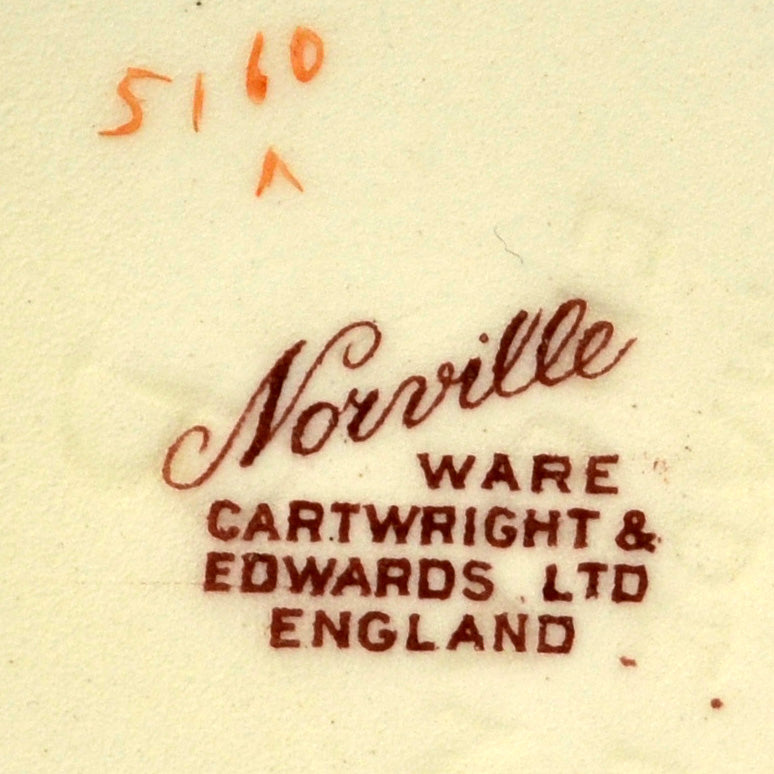 5160
Norville
WARE
CARTWRIGHT &
EDWARDS LTD
ENGLAND